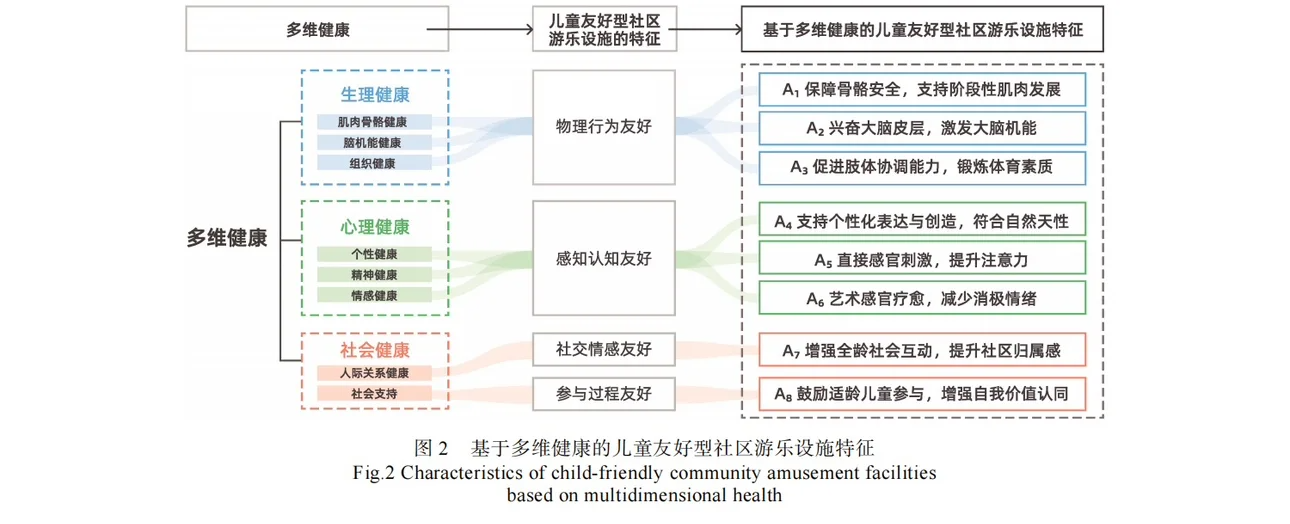 多维健康
儿童友好型社区
游乐设施的特征
基于多维健康的儿童友好型社区游乐设施特征
多维健康
生理健康
肌肉骨骼健康
脑机能健康
组织健康
物理行为友好
A1 保障骨骼安全，支持阶段性肌肉发展
A2 兴奋大脑皮层，激发大脑机能
A3 促进肢体协调能力，锻炼体育素质
心理健康
个性健康
精神健康
情感健康
感知认知友好
A4 支持个性化表达与创造，符合自然天性
A5 直接感官刺激，提升注意力
A6 艺术感官疗愈，减少消极情绪
社会健康
人际关系健康
社会支持
社交情感友好
参与过程友好
A7 增强全龄社会互动，提升社区归属感
A8 鼓励适龄儿童参与，增强自我价值认同
图 2 基于多维健康的儿童友好型社区游乐设施特征
Fig.2 Characteristics of child-friendly community amusement facilities
based on multidimensional health